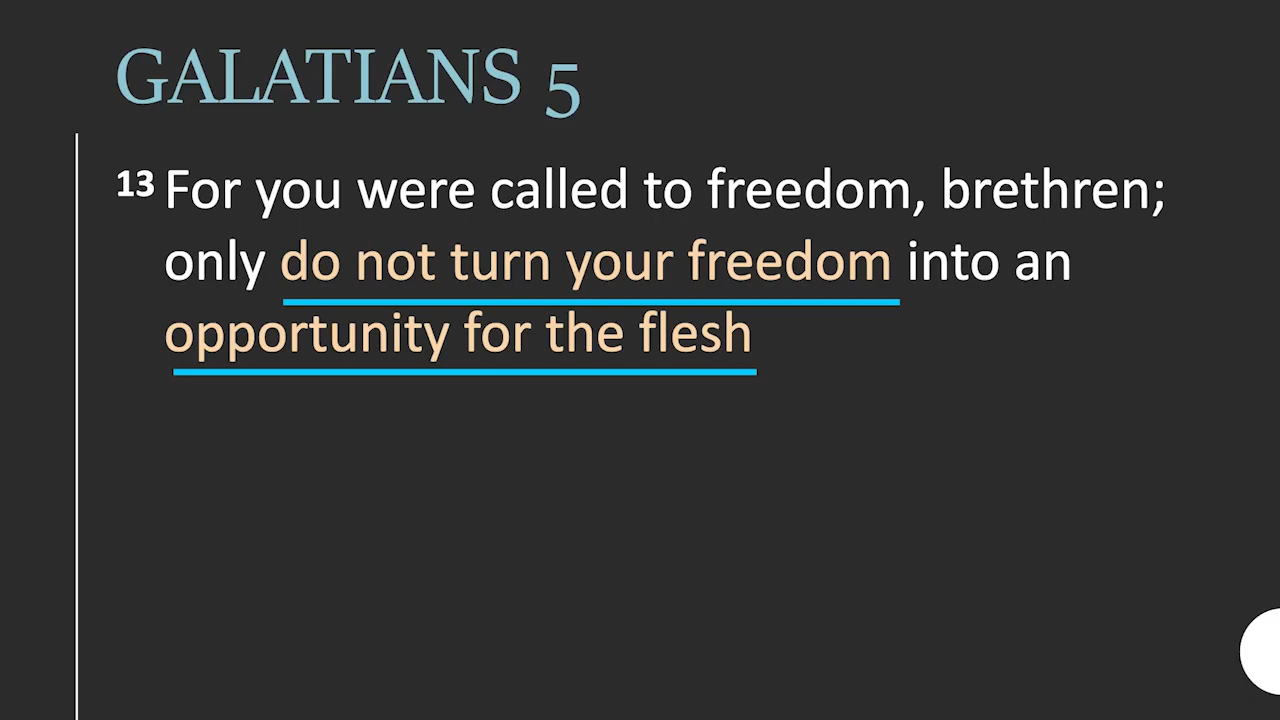 GALATIANS 5
13 For you were called to freedom, brethren;
only do not turn your freedom into an
opportunity for the flesh